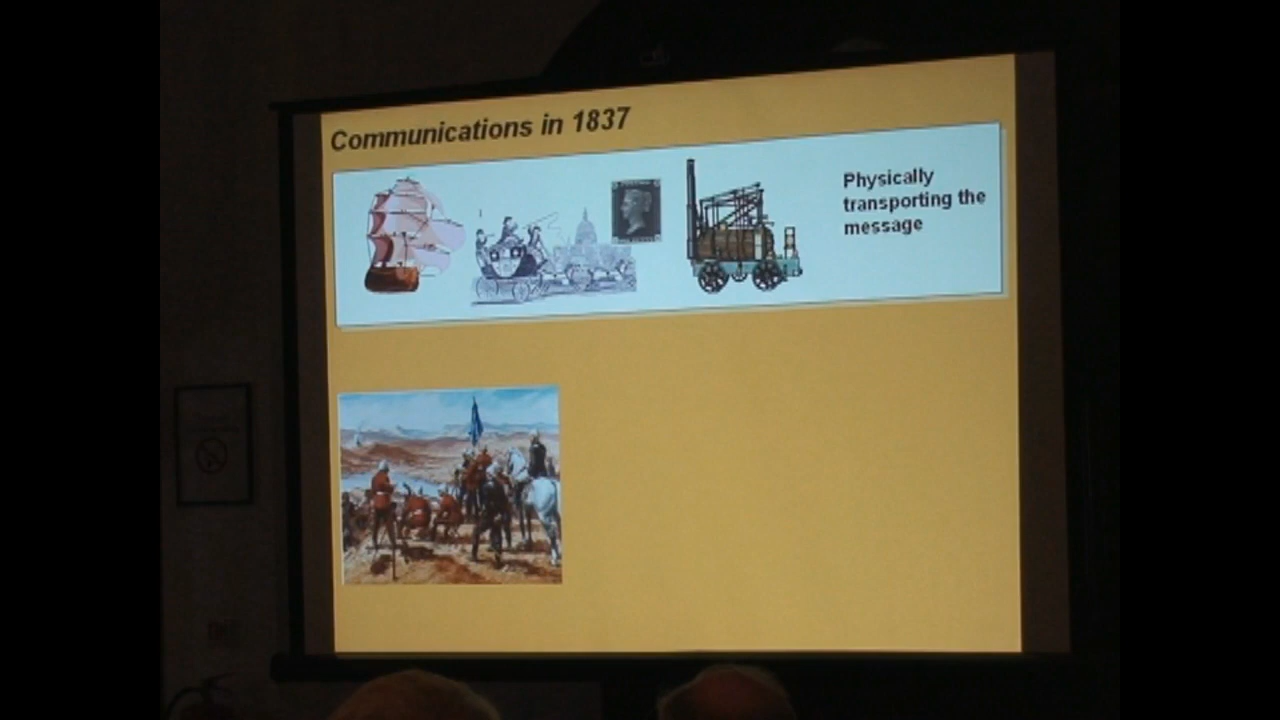 Communications in 1837
Physically
transporting the
message